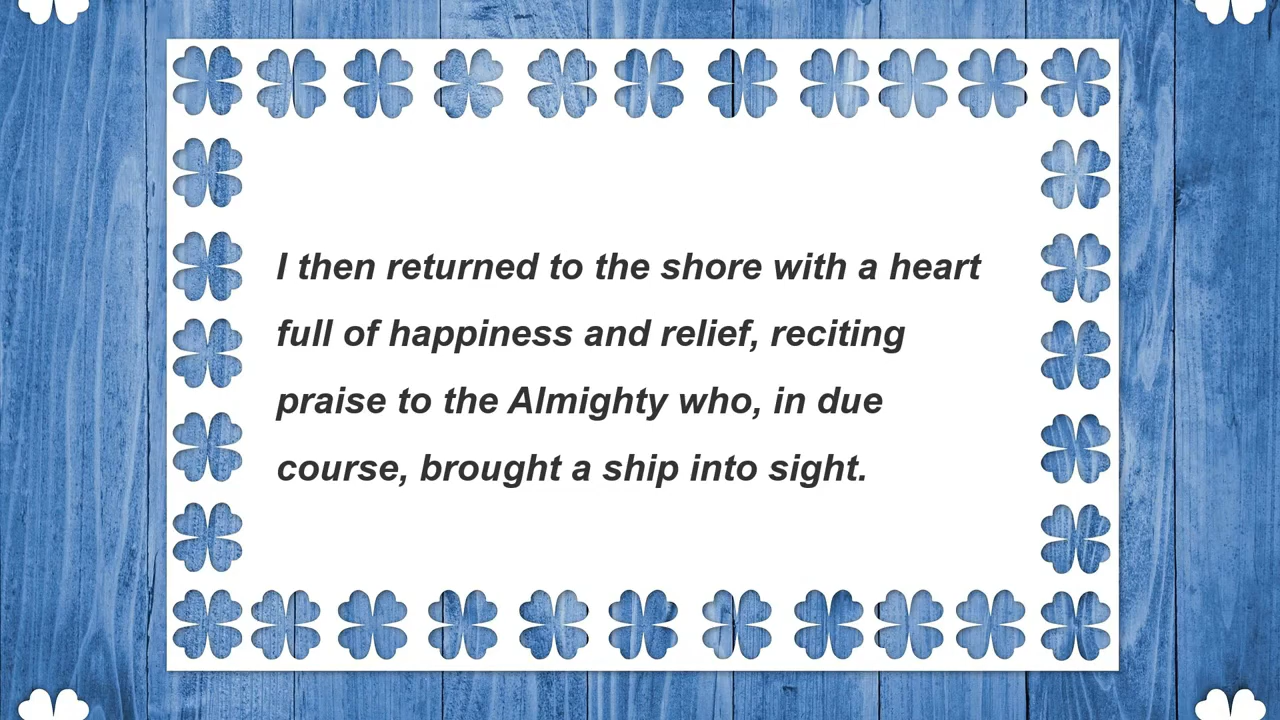 I then returned to the shore with a heart
full of happiness and relief, reciting
praise to the Almighty who, in due
course, brought a ship into sight.